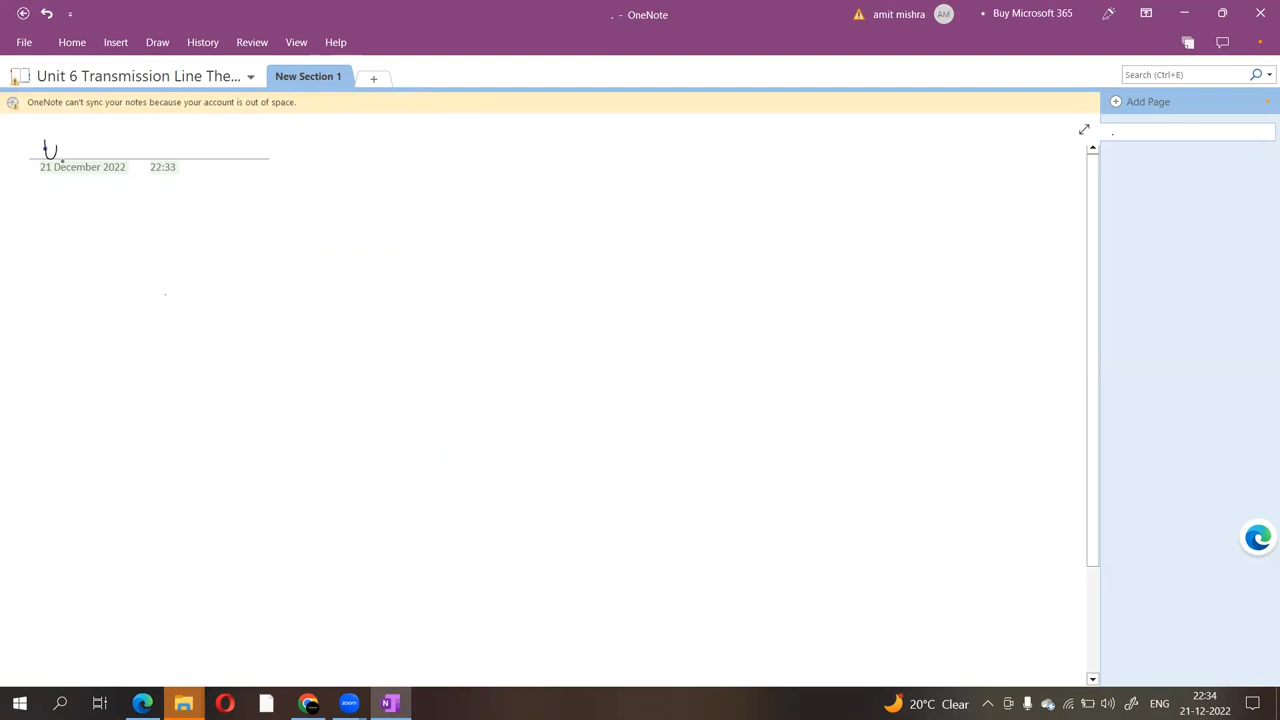 . - OneNote
amit mishra
AM
Buy Microsoft 365
File
Home
Insert
Draw
History
Review
View
Help
Unit 6 Transmission Line The...
New Section 1
+
Search (Ctrl+E)
OneNote can't sync your notes because your account is out of space.
Add Page
.
U
21 December 2022
22:33
zoom
N
20°C Clear
ENG
22:34
21-12-2022